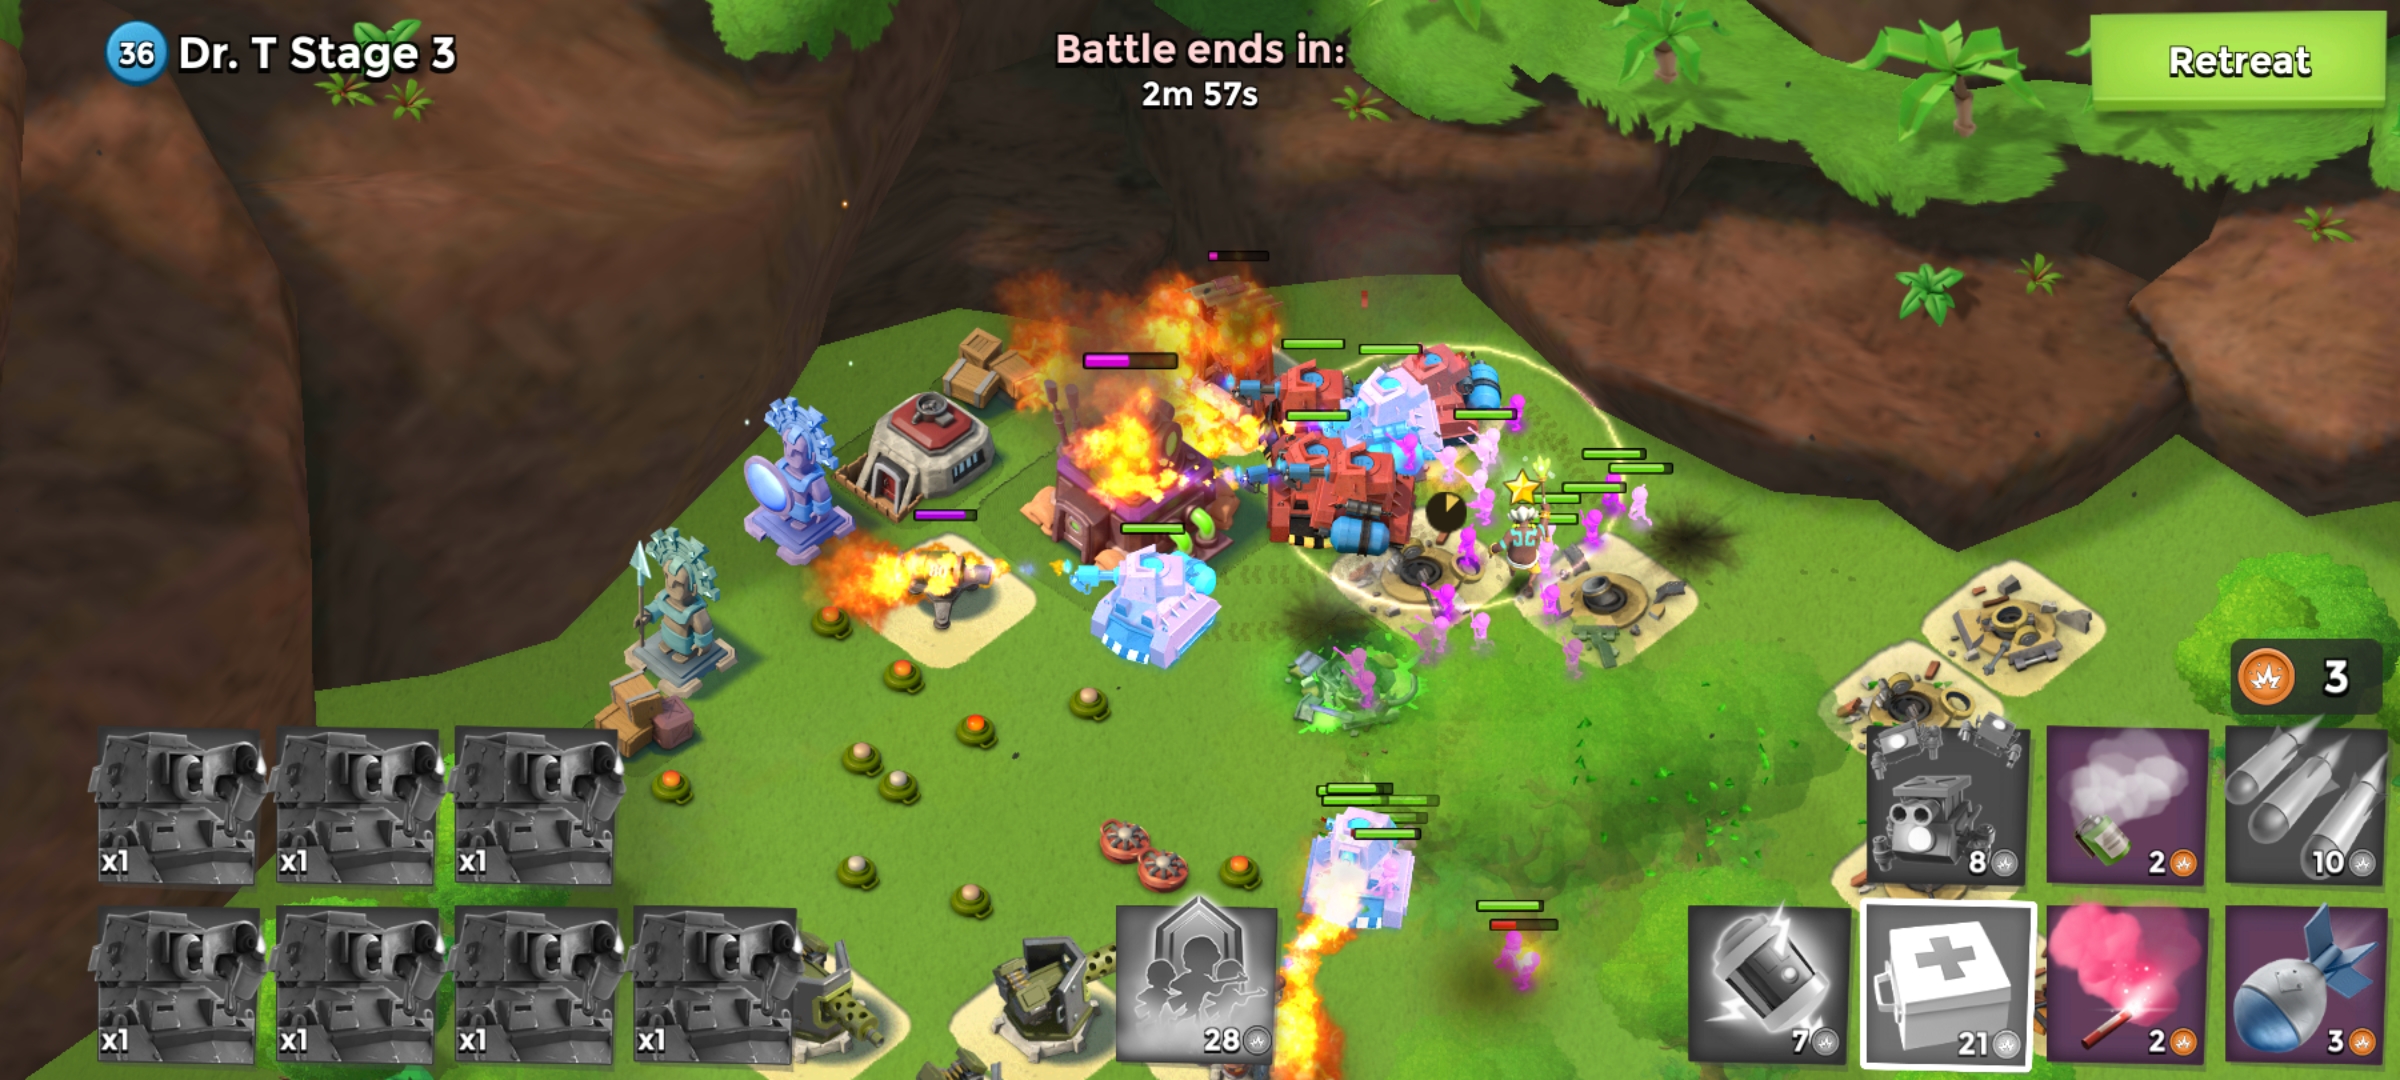 36 Dr. T Stage 3
Battle ends in:
2m 57s
Retreat
3
x1
x1
x1
8
2
10
x1
x1
x1
x1
28
7
21
2
3